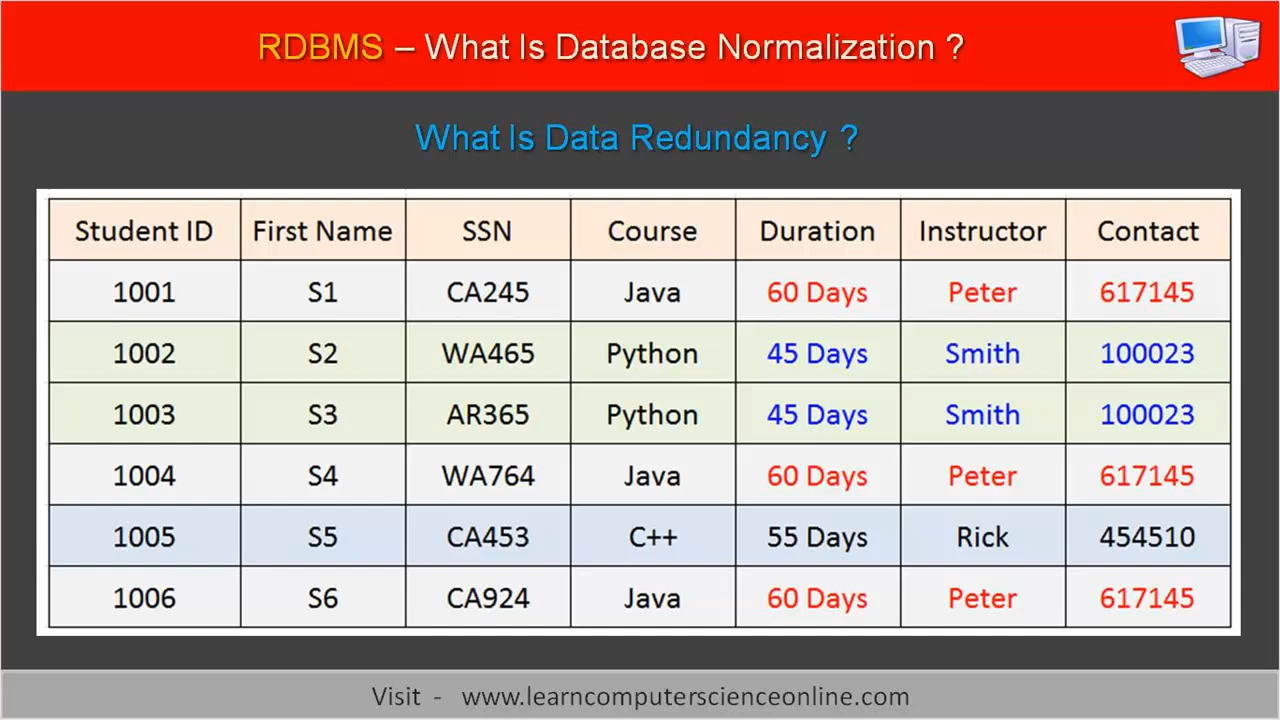 RDBMS – What Is Database Normalization ?
What Is Data Redundancy ?
Student ID First Name SSN Course Duration Instructor Contact
1001 S1 CA245 Java 60 Days Peter 617145
1002 S2 WA465 Python 45 Days Smith 100023
1003 S3 AR365 Python 45 Days Smith 100023
1004 S4 WA764 Java 60 Days Peter 617145
1005 S5 CA453 C++ 55 Days Rick 454510
1006 S6 CA924 Java 60 Days Peter 617145
Visit - www.learncomputerscienceonline.com